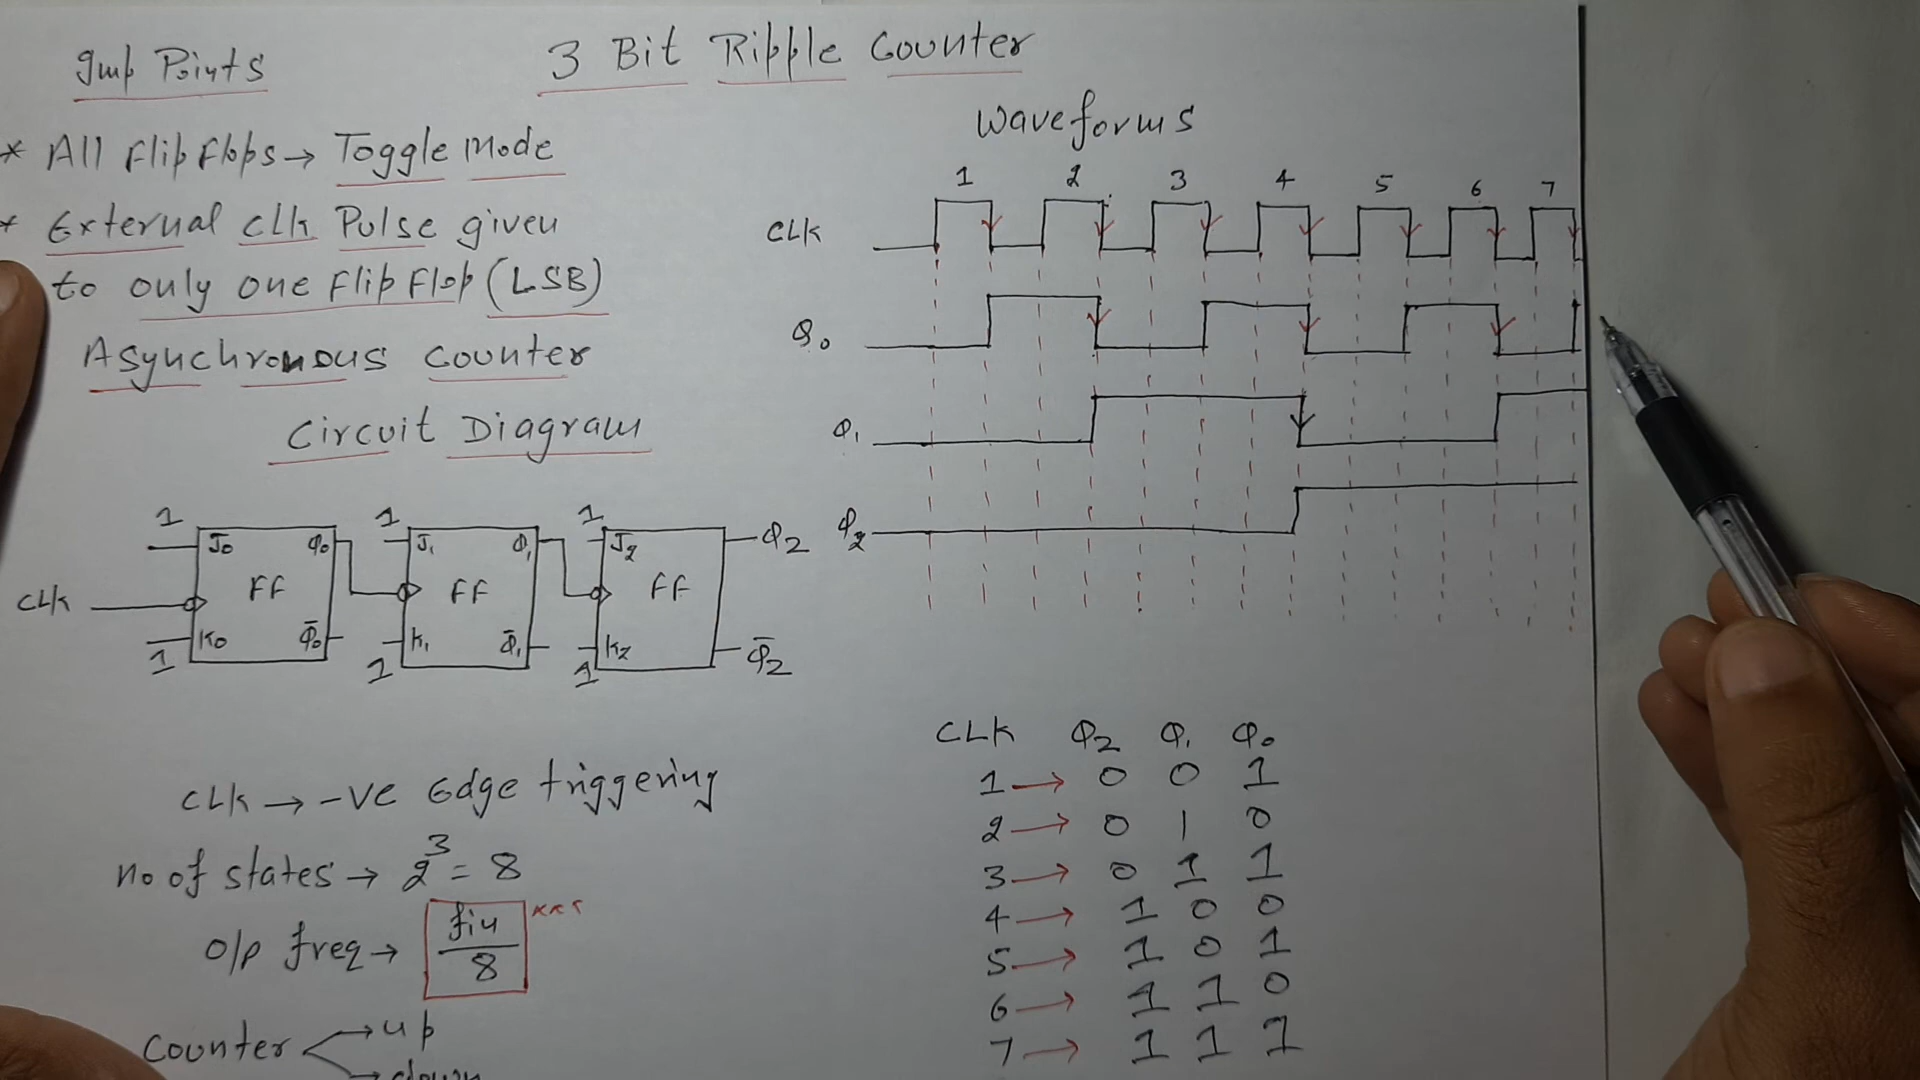 Imp Points
3 Bit Ripple Counter
* All Flip Flops → Toggle Mode
* External Clk Pulse given
to only one Flip Flop (LSB)
Asynchronous Counter
Waveforms
1 2 3 4 5 6 7
CLK
Q0
Q1
Q2
Circuit Diagram
1 1 1
J0 Q0 J1 Q1 J2 Q2
CLK FF FF FF
K0 Q̅0 K1 Q̅1 K2 Q̅2
1 1 1
CLK → -ve Edge triggering
no of states → 2³ = 8
o/p freq → fin/8 ×××
Counter → up
→ down
CLK Q2 Q1 Q0
1 → 0 0 1
2 → 0 1 0
3 → 0 1 1
4 → 1 0 0
5 → 1 0 1
6 → 1 1 0
7 → 1 1 1